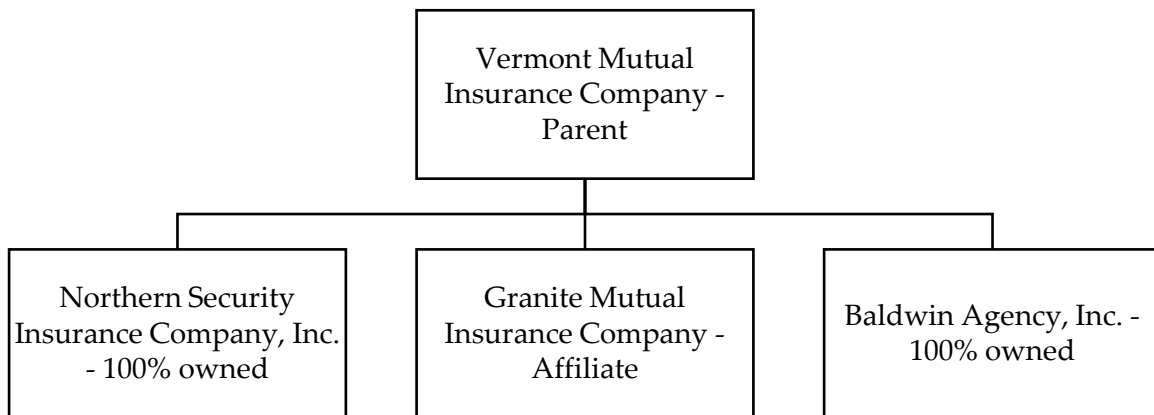 Vermont Mutual
Insurance Company -
Parent
Northern Security
Insurance Company, Inc.
- 100% owned
Granite Mutual
Insurance Company -
Affiliate
Baldwin Agency, Inc. -
100% owned